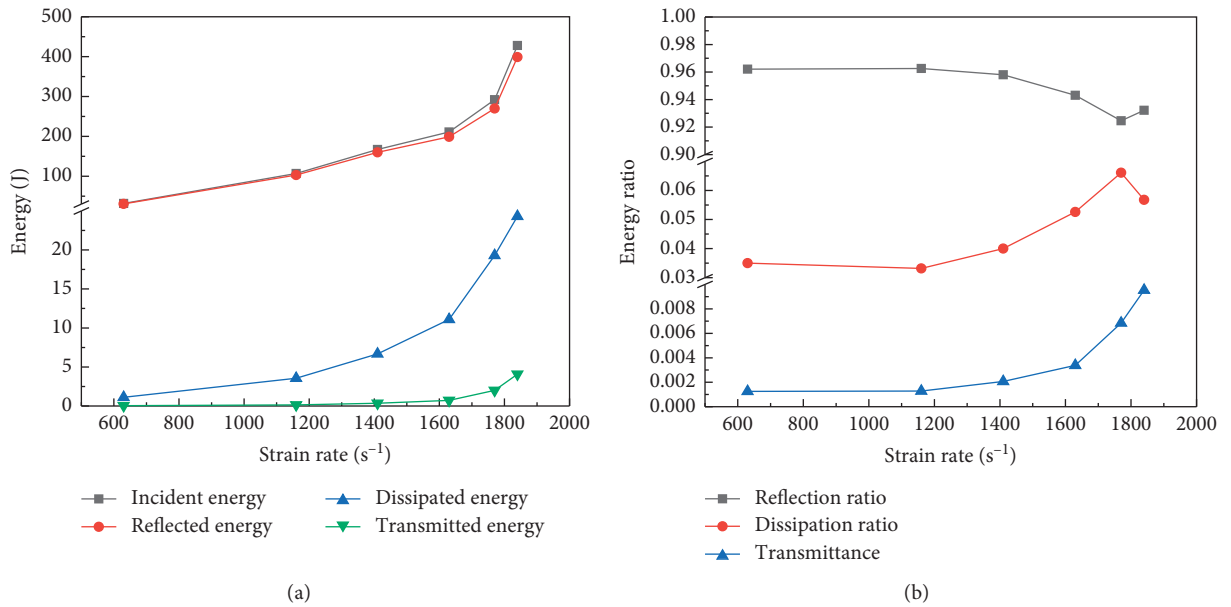 500
400
300
200
100
20
15
10
5
0
Energy (J)
600 800 1000 1200 1400 1600 1800 2000
Strain rate (s⁻¹)
Incident energy
Reflected energy
Dissipated energy
Transmitted energy
(a)
1.00
0.98
0.96
0.94
0.92
0.90
0.06
0.05
0.04
0.03
0.008
0.006
0.004
0.002
0.000
Energy ratio
600 800 1000 1200 1400 1600 1800 2000
Strain rate (s⁻¹)
Reflection ratio
Dissipation ratio
Transmittance
(b)